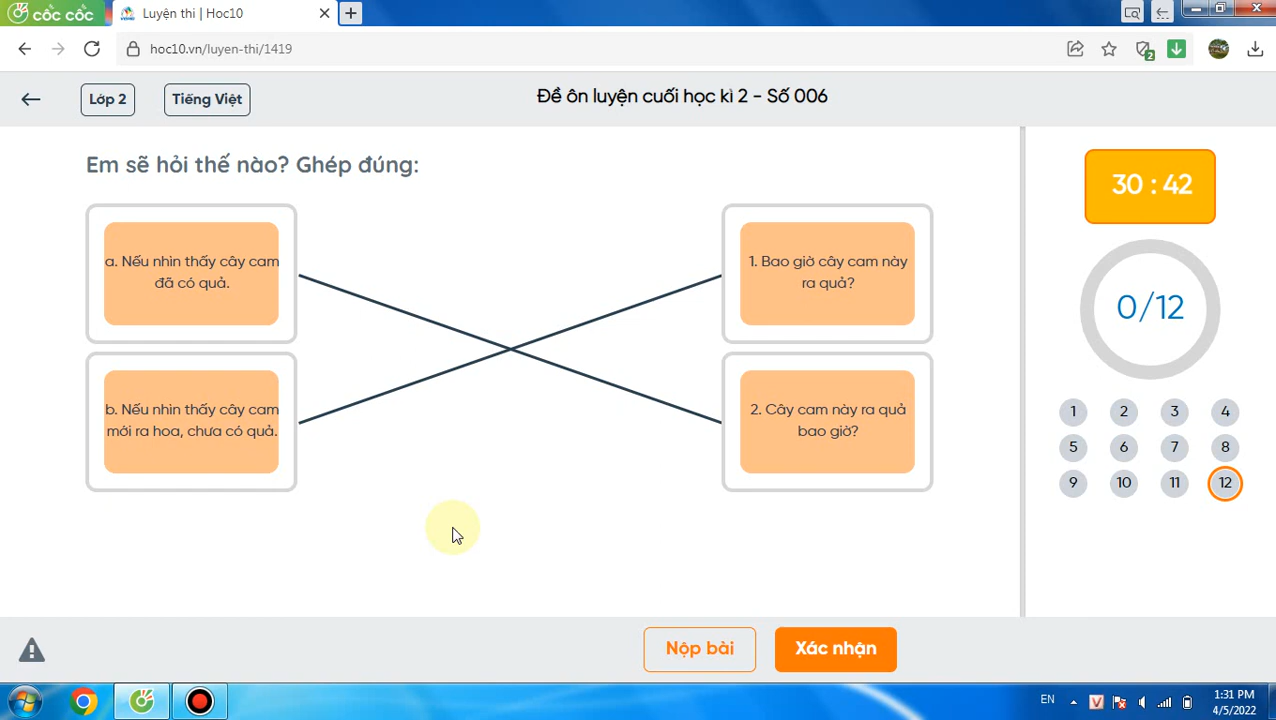 cốc cốc
Luyện thi | Hoc10
hoc10.vn/luyen-thi/1419
2
Lớp 2
Tiếng Việt
Đề ôn luyện cuối học kì 2 - Số 006
Em sẽ hỏi thế nào? Ghép đúng:
a. Nếu nhìn thấy cây cam
đã có quả.
1. Bao giờ cây cam này
ra quả?
b. Nếu nhìn thấy cây cam
mới ra hoa, chưa có quả.
2. Cây cam này ra quả
bao giờ?
30 : 42
0/12
1 2 3 4
5 6 7 8
9 10 11 12
Nộp bài
Xác nhận
EN
V
1:31 PM
4/5/2022